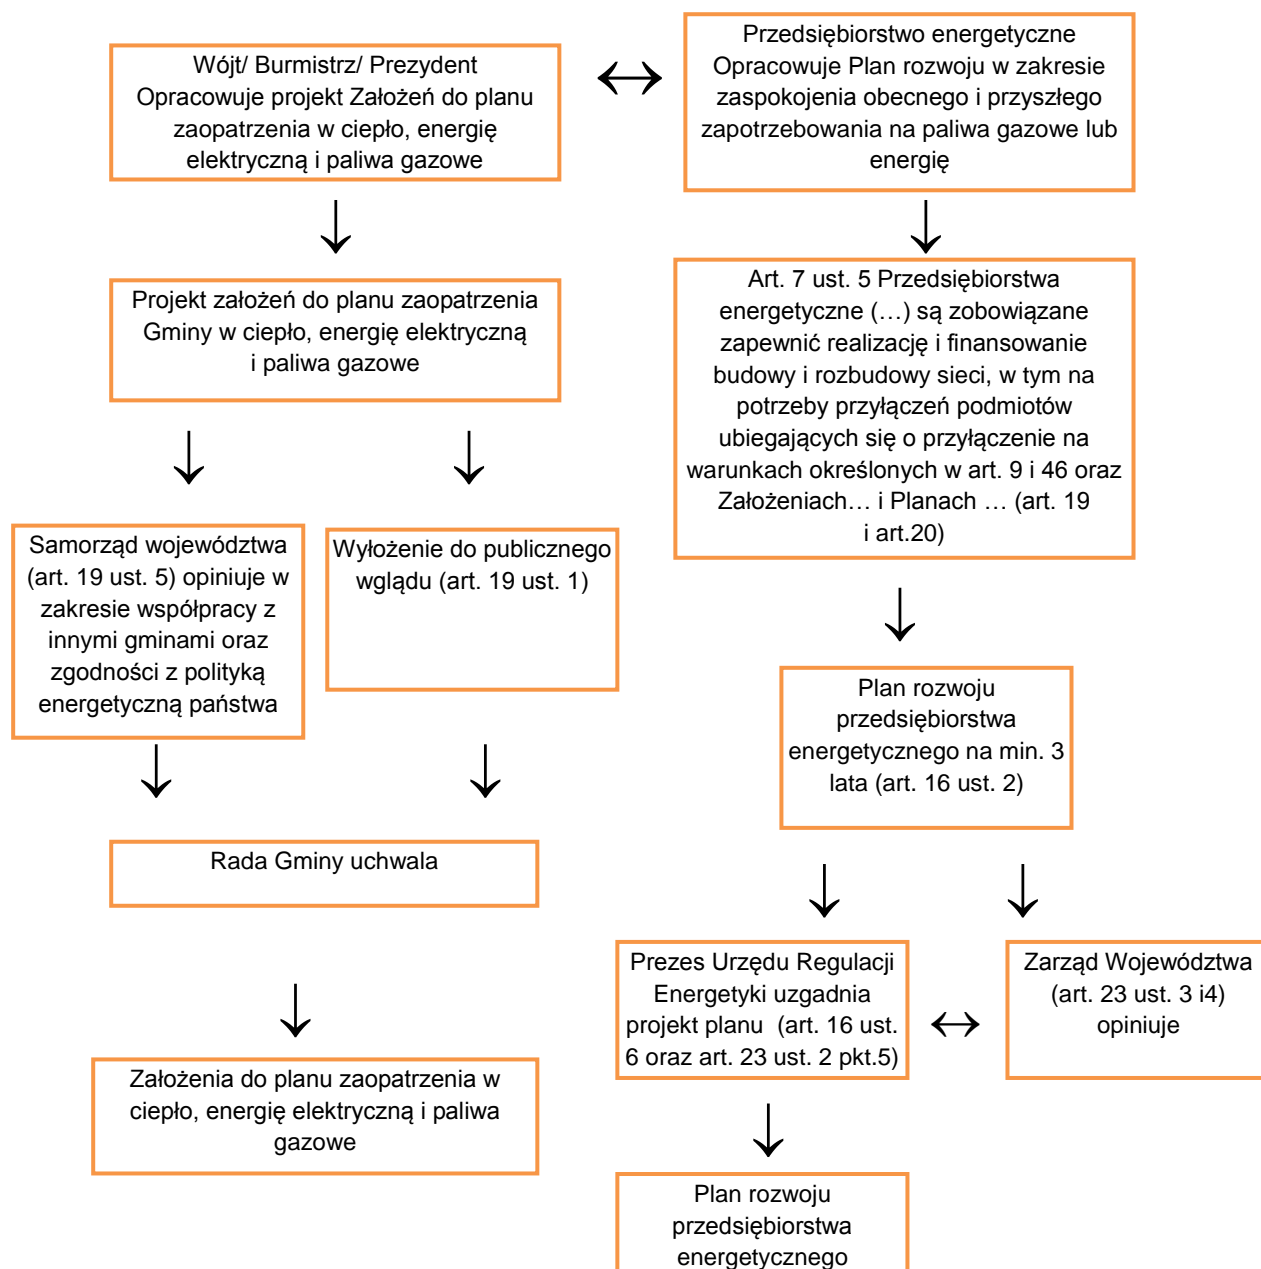 Wójt/ Burmistrz/ Prezydent
Opracowuje projekt Założeń do planu
zaopatrzenia w ciepło, energię
elektryczną i paliwa gazowe
Przedsiębiorstwo energetyczne
Opracowuje Plan rozwoju w zakresie
zaspokojenia obecnego i przyszłego
zapotrzebowania na paliwa gazowe lub
energię
Projekt założeń do planu zaopatrzenia
Gminy w ciepło, energię elektryczną
i paliwa gazowe
Art. 7 ust. 5 Przedsiębiorstwa
energetyczne (…) są zobowiązane
zapewnić realizację i finansowanie
budowy i rozbudowy sieci, w tym na
potrzeby przyłączeń podmiotów
ubiegających się o przyłączenie na
warunkach określonych w art. 9 i 46 oraz
Założeniach… i Planach … (art. 19
i art.20)
Samorząd województwa
(art. 19 ust. 5) opiniuje w
zakresie współpracy z
innymi gminami oraz
zgodności z polityką
energetyczną państwa
Wyłożenie do publicznego
wglądu (art. 19 ust. 1)
Plan rozwoju
przedsiębiorstwa
energetycznego na min. 3
lata (art. 16 ust. 2)
Rada Gminy uchwala
Prezes Urzędu Regulacji
Energetyki uzgadnia
projekt planu (art. 16 ust.
6 oraz art. 23 ust. 2 pkt.5)
Zarząd Województwa
(art. 23 ust. 3 i4)
opiniuje
Założenia do planu zaopatrzenia w
ciepło, energię elektryczną i paliwa
gazowe
Plan rozwoju
przedsiębiorstwa
energetycznego